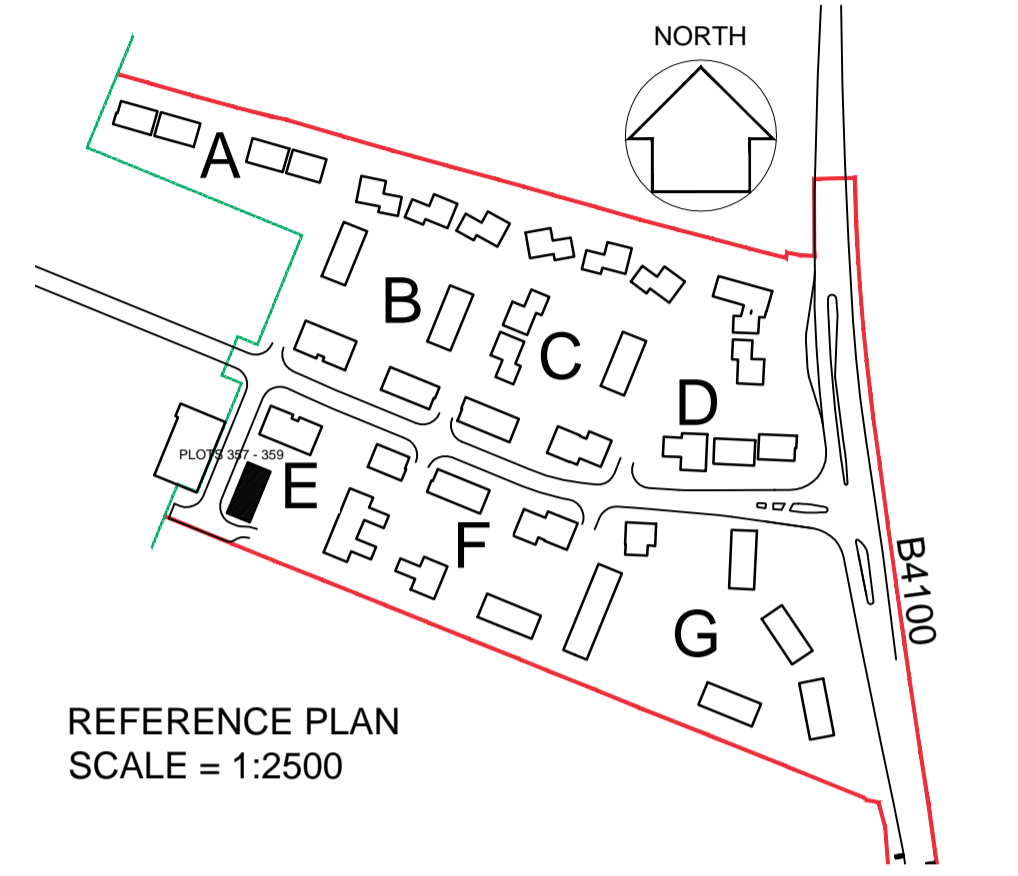 NORTH
A
B
C
D
PLOTS 357 - 359
E
F
B4100
G
REFERENCE PLAN
SCALE = 1:2500